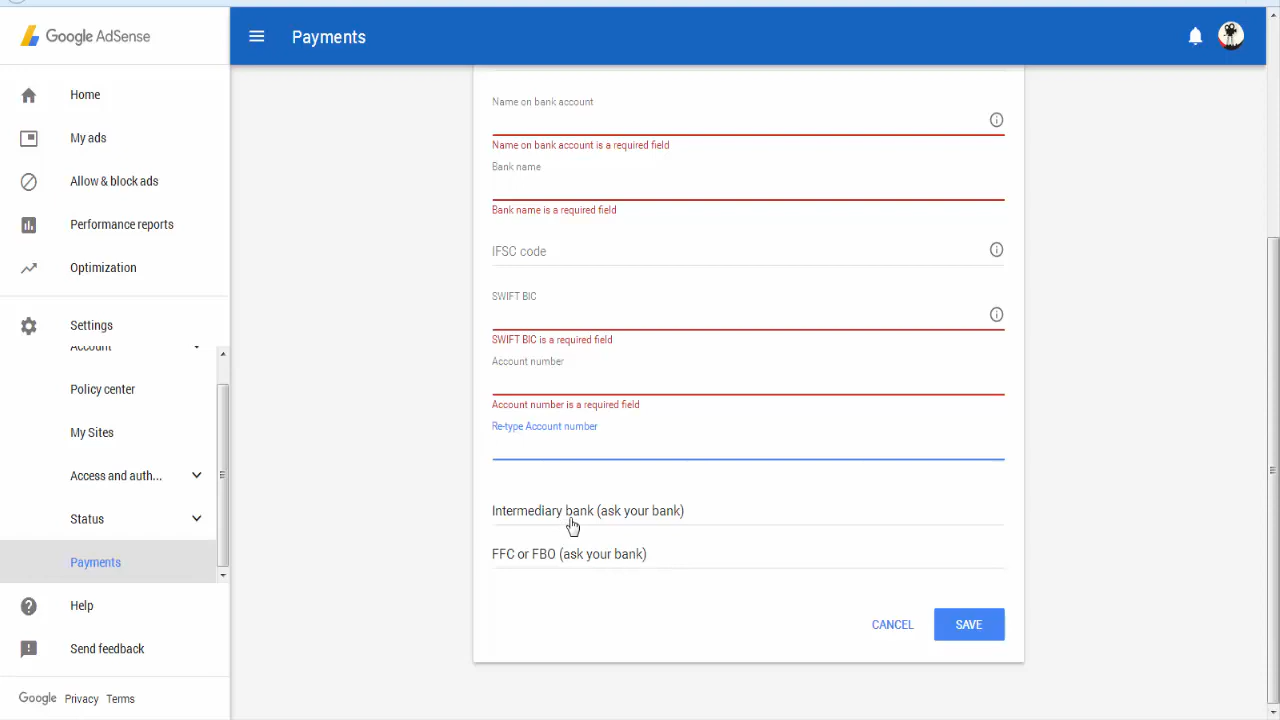 Google AdSense
Payments
Home
My ads
Allow & block ads
Performance reports
Optimization
Settings
Account
Policy center
My Sites
Access and auth...
Status
Payments
Help
Send feedback
Google Privacy Terms
Name on bank account
Name on bank account is a required field
Bank name
Bank name is a required field
IFSC code
SWIFT BIC
SWIFT BIC is a required field
Account number
Account number is a required field
Re-type Account number
Intermediary bank (ask your bank)
FFC or FBO (ask your bank)
CANCEL SAVE